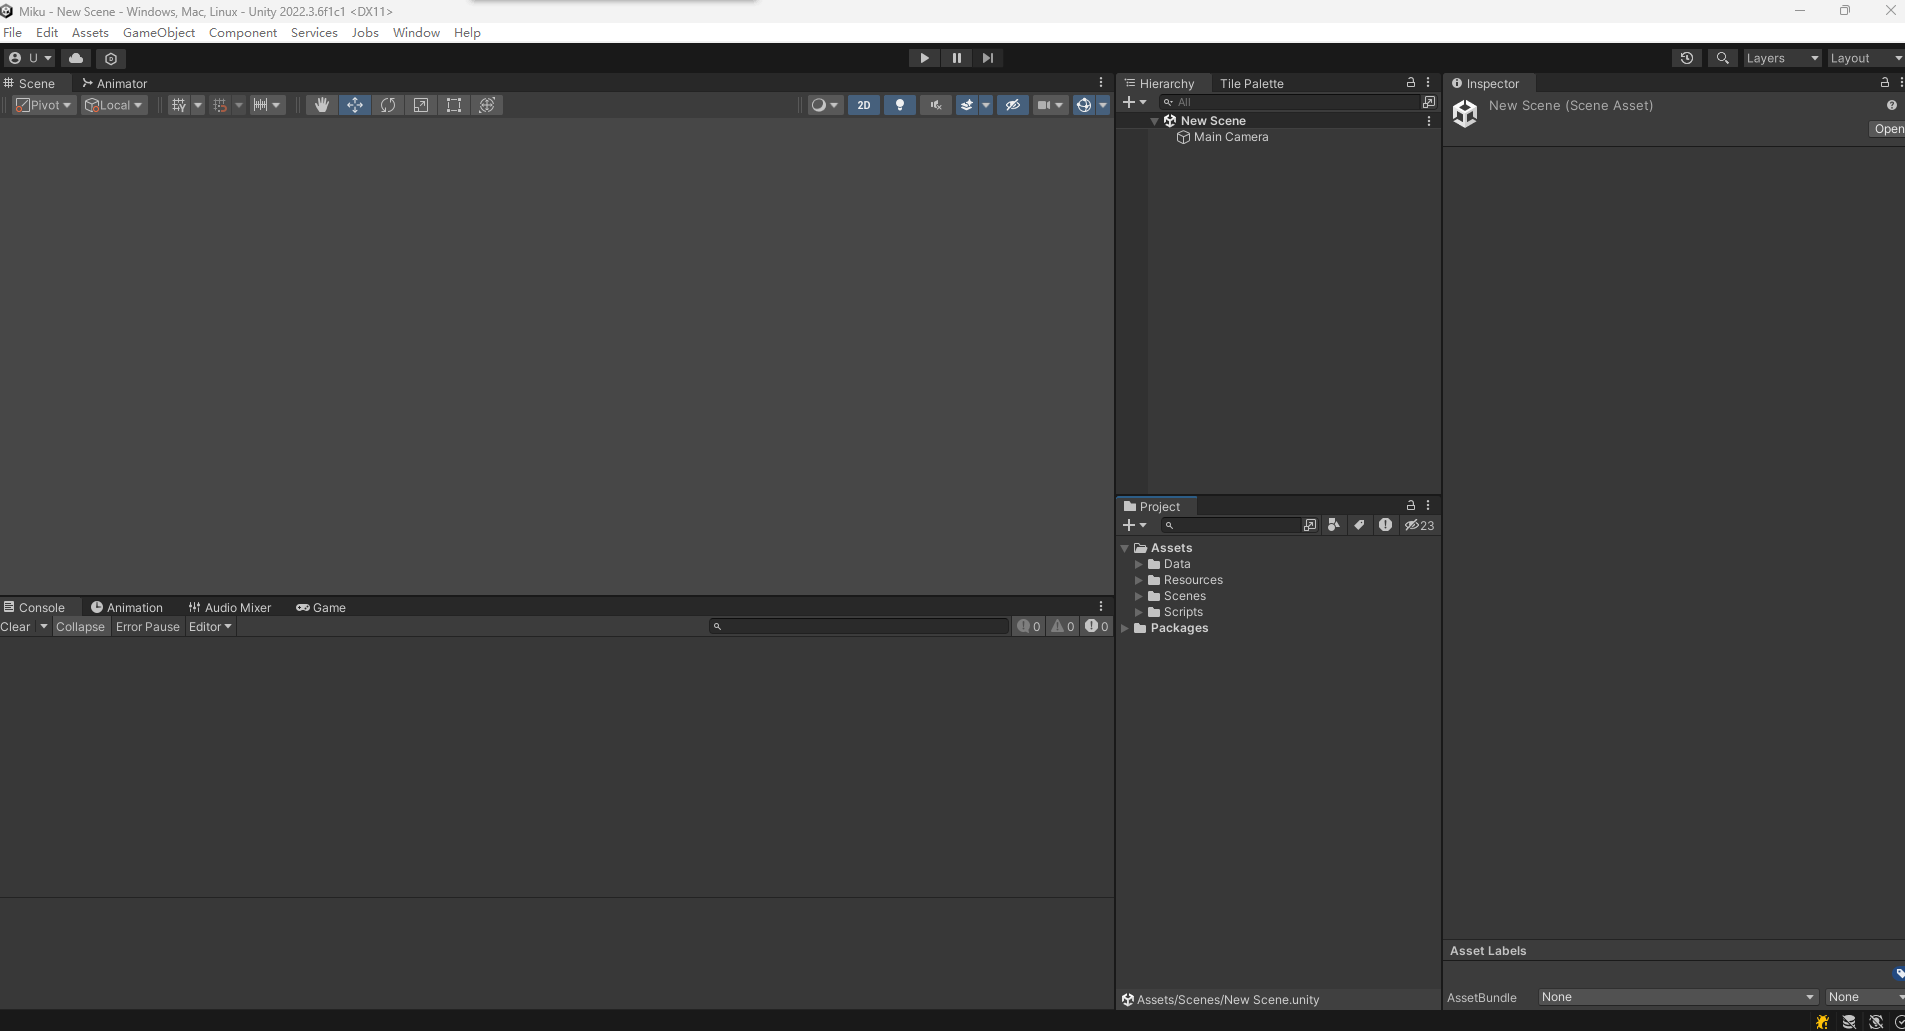 Miku - New Scene - Windows, Mac, Linux - Unity 2022.3.6f1c1 <DX11>
File Edit Assets GameObject Component Services Jobs Window Help
U Layers Layout
Scene Animator
Pivot Local 2D
Hierarchy Tile Palette
All
New Scene
Main Camera
Inspector
New Scene (Scene Asset)
Open
Project
23
Assets
Data
Resources
Scenes
Scripts
Packages
Console Animation Audio Mixer Game
Clear Collapse Error Pause Editor 0 0 0
Assets/Scenes/New Scene.unity
Asset Labels
AssetBundle None None